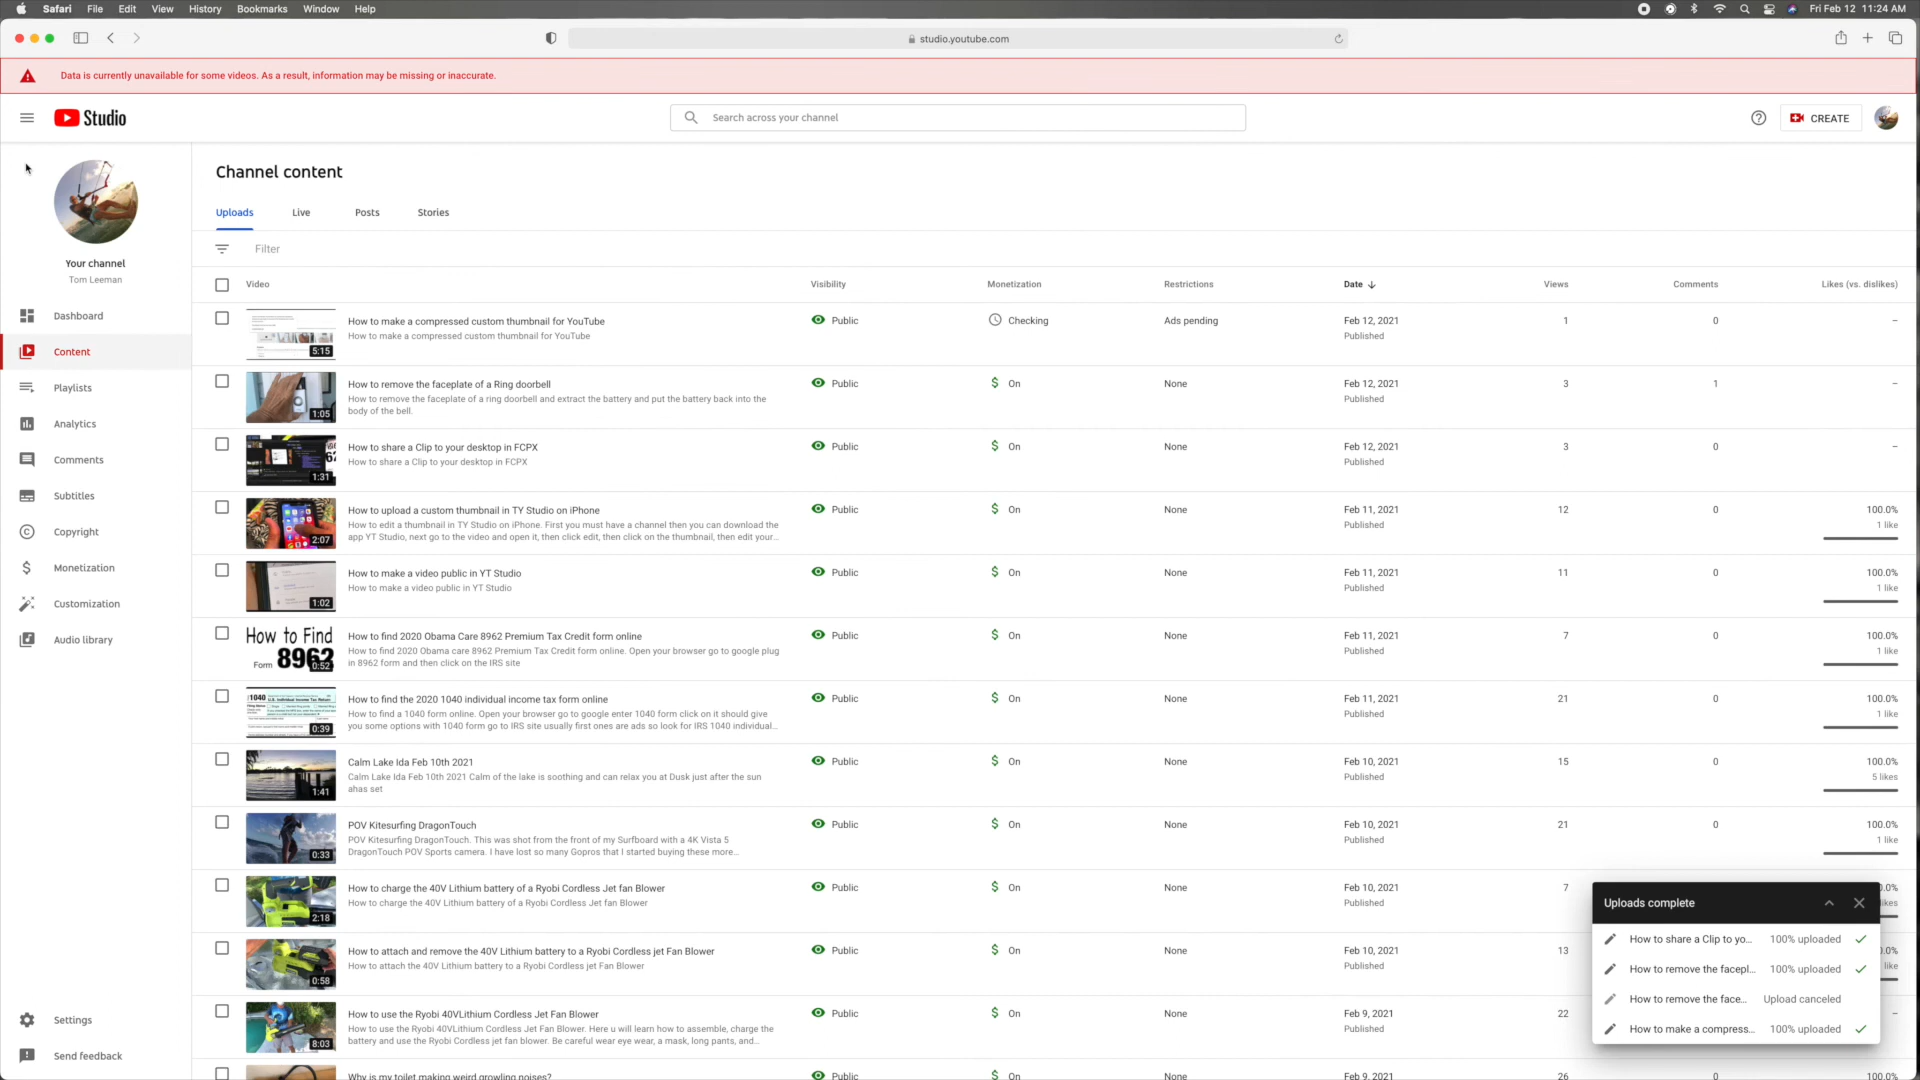 Safari File Edit View History Bookmarks Window Help Fri Feb 12 11:24 AM
studio.youtube.com
Data is currently unavailable for some videos. As a result, information may be missing or inaccurate.
Studio
Search across your channel
CREATE
Your channel
Tom Leeman
Dashboard
Content
Playlists
Analytics
Comments
Subtitles
Copyright
Monetization
Customization
Audio library
Settings
Send feedback
Channel content
Uploads Live Posts Stories
Filter
Video Visibility Monetization Restrictions Date Views Comments Likes (vs. dislikes)
How to make a compressed custom thumbnail for YouTube Public Checking Ads pending Feb 12, 2021 1 0 –
How to make a compressed custom thumbnail for YouTube Published
5:15
How to remove the faceplate of a Ring doorbell Public On None Feb 12, 2021 3 1 –
How to remove the faceplate of a ring doorbell and extract the battery and put the battery back into the Published
body of the bell.
1:05
How to share a Clip to your desktop in FCPX Public On None Feb 12, 2021 3 0 –
How to share a Clip to your desktop in FCPX Published
1:31
How to upload a custom thumbnail in TY Studio on iPhone Public On None Feb 11, 2021 12 0 100.0%
How to edit a thumbnail in TY Studio on iPhone. First you must have a channel then you can download the Published 1 like
app YT Studio, next go to the video and open it, then click edit, then click on the thumbnail, then edit your...
2:07
How to make a video public in YT Studio Public On None Feb 11, 2021 11 0 100.0%
How to make a video public in YT Studio Published 1 like
1:02
How to Find
Form 8962
0:52
How to find 2020 Obama Care 8962 Premium Tax Credit form online Public On None Feb 11, 2021 7 0 100.0%
How to find 2020 Obama care 8962 Premium Tax Credit form online. Open your browser go to google plug Published 1 like
in 8962 form and then click on the IRS site
1040
0:39
How to find the 2020 1040 individual income tax form online Public On None Feb 11, 2021 21 0 100.0%
How to find a 1040 form online. Open your browser go to google enter 1040 form click on it should give Published 1 like
you some options with 1040 form go to IRS site usually first ones are ads so look for IRS 1040 individual...
Calm Lake Ida Feb 10th 2021 Public On None Feb 10, 2021 15 0 100.0%
Calm Lake Ida Feb 10th 2021 Calm of the lake is soothing and can relax you at Dusk just after the sun Published 5 likes
ahas set
1:41
POV Kitesurfing DragonTouch Public On None Feb 10, 2021 21 0 100.0%
POV Kitesurfing DragonTouch. This was shot from the front of my Surfboard with a 4K Vista 5 Published 1 like
DragonTouch POV Sports camera. I have lost so many Gopros that I started buying these more...
0:33
How to charge the 40V Lithium battery of a Ryobi Cordless Jet fan Blower Public On None Feb 10, 2021 7
How to charge the 40V Lithium battery of a Ryobi Cordless Jet fan Blower Published
2:18
How to attach and remove the 40V Lithium battery to a Ryobi Cordless jet Fan Blower Public On None Feb 10, 2021 13
How to attach the 40V Lithium battery to a Ryobi Cordless jet Fan Blower Published
0:58
How to use the Ryobi 40VLithium Cordless Jet Fan Blower Public On None Feb 9, 2021 22 –
How to use the Ryobi 40VLithium Cordless Jet Fan Blower. Here u will learn how to assemble, charge the Published
battery and use the Ryobi Cordless jet fan blower. Be careful wear eye wear, a mask, long pants, and...
8:03
Why is my toilet making weird growling noises? Public On None Feb 9, 2021 26 0 100.0%
Uploads complete
How to share a Clip to yo... 100% uploaded
How to remove the facepl... 100% uploaded
How to remove the face... Upload canceled
How to make a compress... 100% uploaded